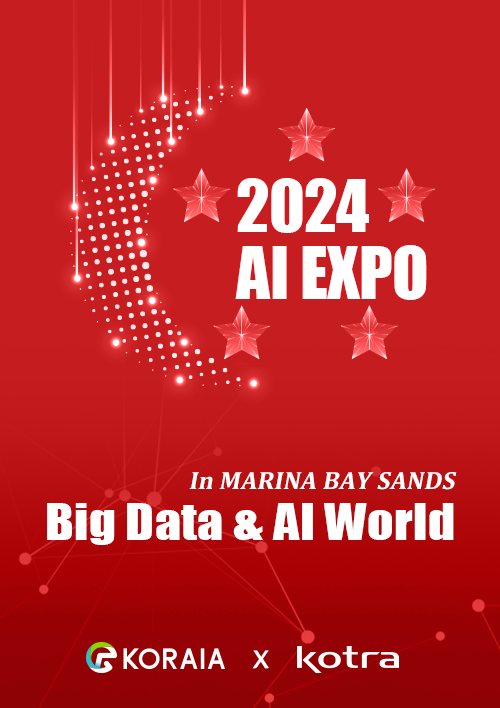 2024
AI EXPO
In MARINA BAY SANDS
Big Data & AI World
KORAIA x kotra